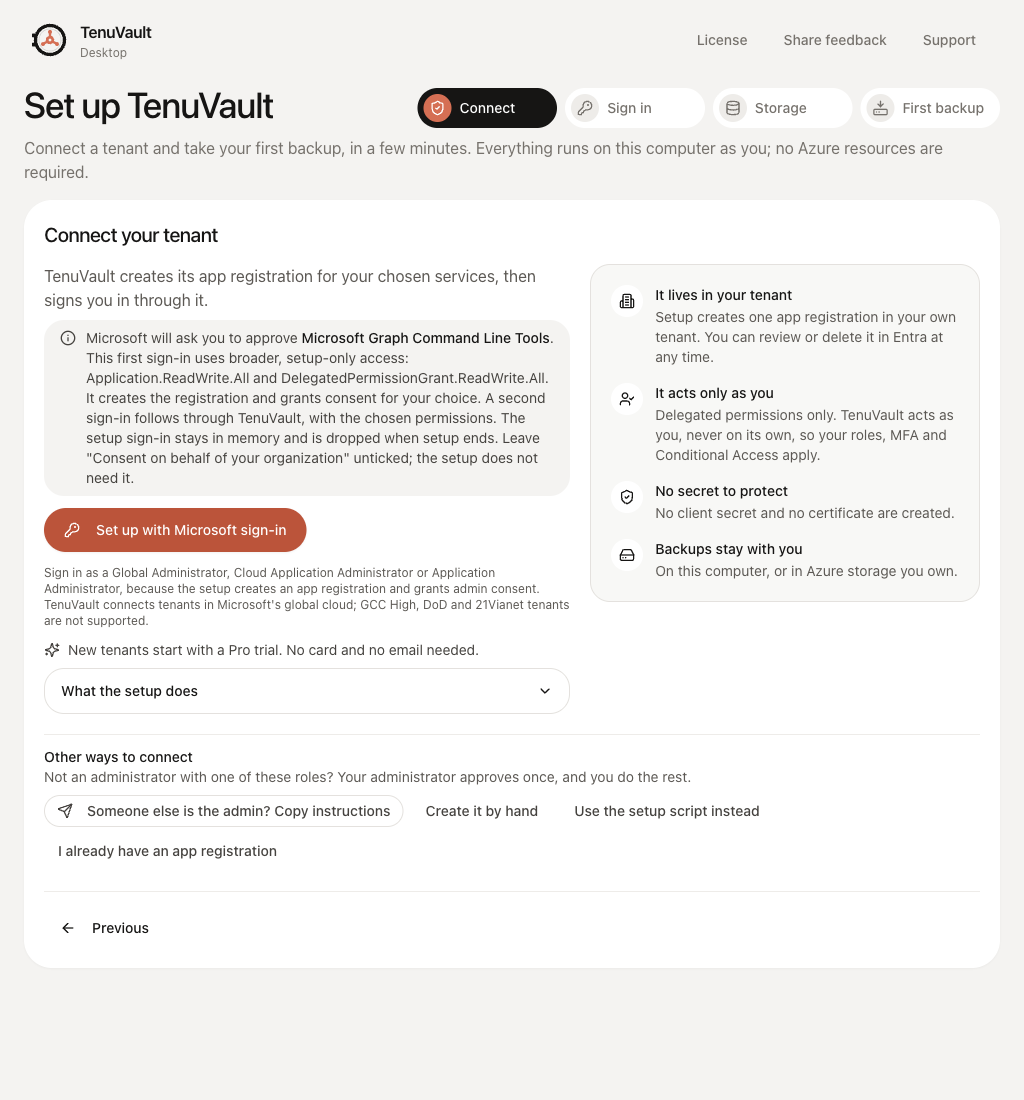 TenuVault
Desktop
License
Share feedback
Support
Set up TenuVault
Connect
Sign in
Storage
First backup
Connect a tenant and take your first backup, in a few minutes. Everything runs on this computer as you; no Azure resources are
required.
Connect your tenant
TenuVault creates its app registration for your chosen services, then
signs you in through it.
Microsoft will ask you to approve Microsoft Graph Command Line Tools.
This first sign-in uses broader, setup-only access:
Application.ReadWrite.All and DelegatedPermissionGrant.ReadWrite.All.
It creates the registration and grants consent for your choice. A second
sign-in follows through TenuVault, with the chosen permissions. The
setup sign-in stays in memory and is dropped when setup ends. Leave
"Consent on behalf of your organization" unticked; the setup does not
need it.
Set up with Microsoft sign-in
Sign in as a Global Administrator, Cloud Application Administrator or Application
Administrator, because the setup creates an app registration and grants admin consent.
TenuVault connects tenants in Microsoft's global cloud; GCC High, DoD and 21Vianet tenants
are not supported.
New tenants start with a Pro trial. No card and no email needed.
What the setup does
It lives in your tenant
Setup creates one app registration in your own
tenant. You can review or delete it in Entra at
any time.
It acts only as you
Delegated permissions only. TenuVault acts as
you, never on its own, so your roles, MFA and
Conditional Access apply.
No secret to protect
No client secret and no certificate are created.
Backups stay with you
On this computer, or in Azure storage you own.
Other ways to connect
Not an administrator with one of these roles? Your administrator approves once, and you do the rest.
Someone else is the admin? Copy instructions
Create it by hand
Use the setup script instead
I already have an app registration
Previous